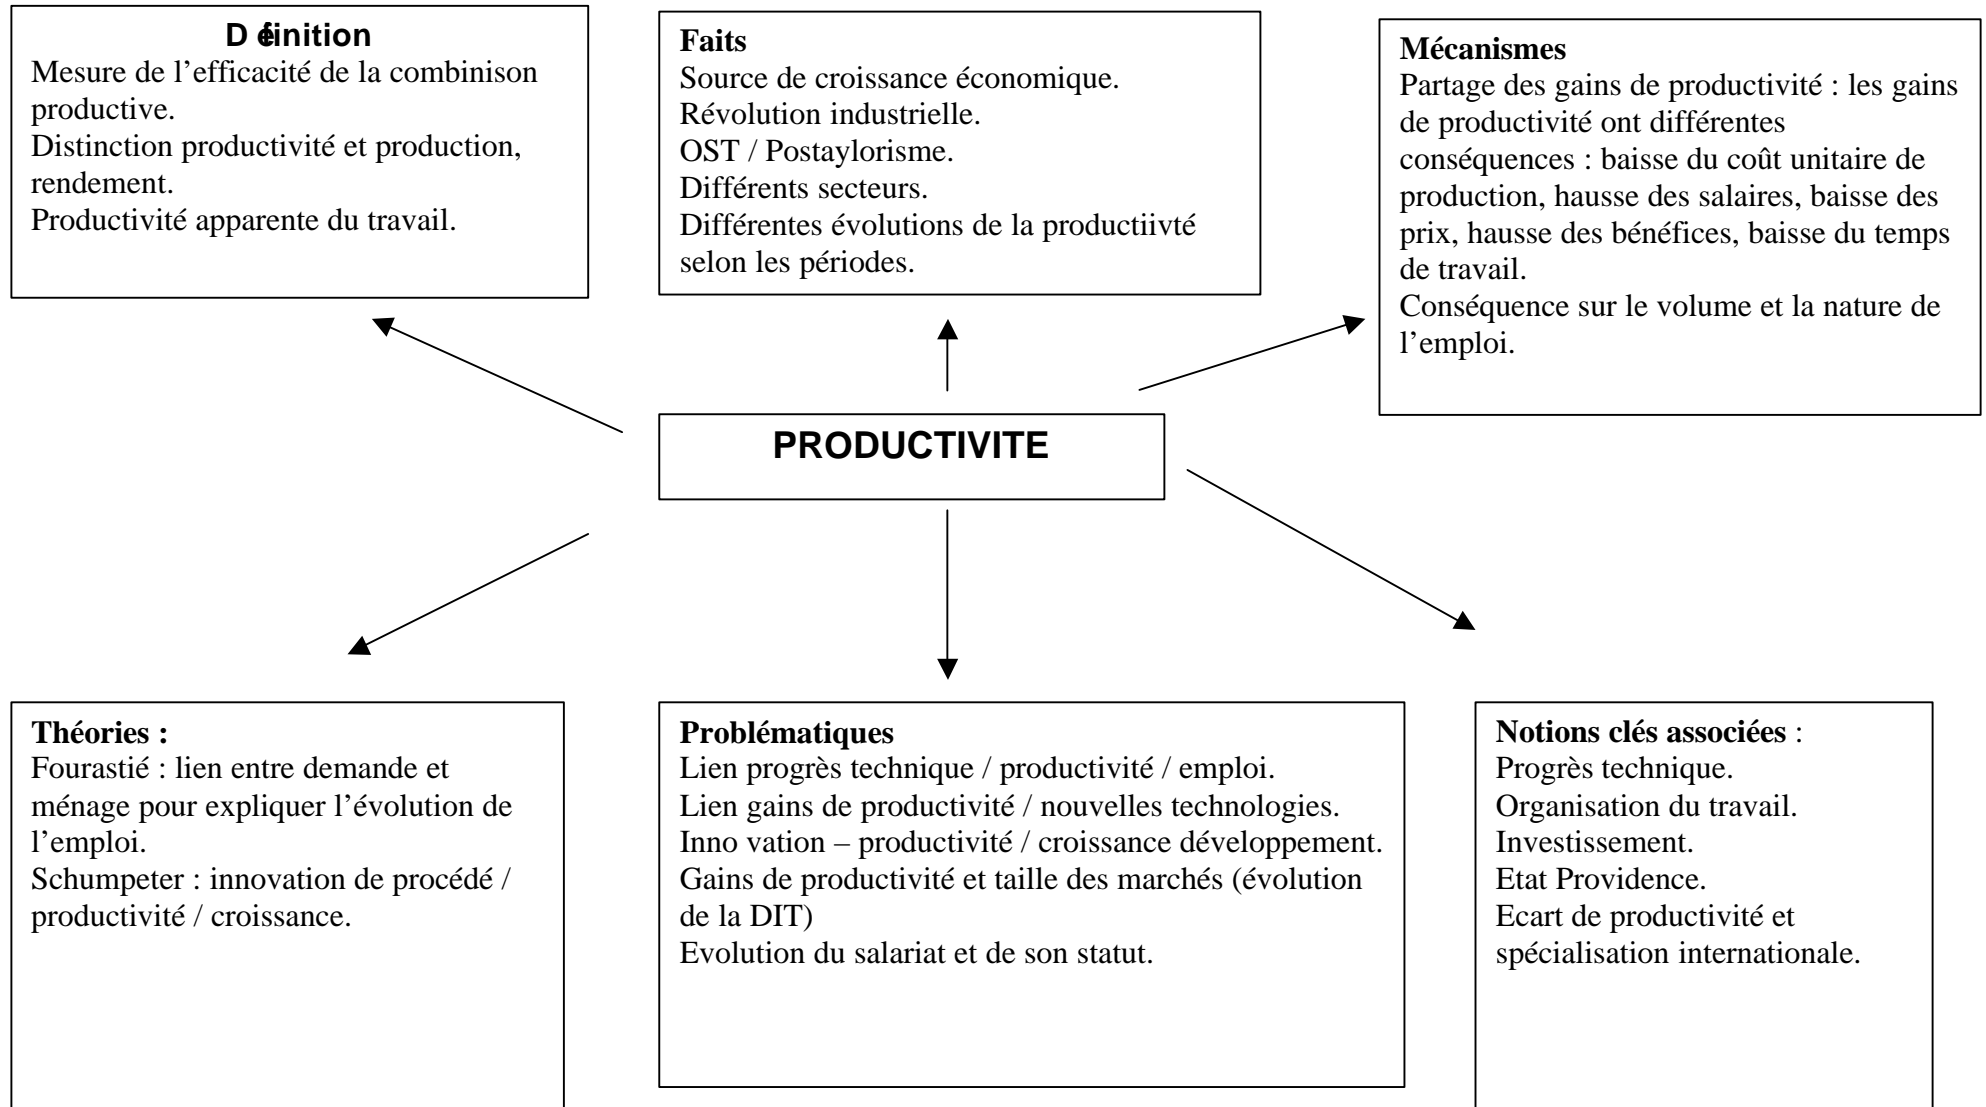 Définition
Mesure de l’efficacité de la combinison
productive.
Distinction productivité et production,
rendement.
Productivité apparente du travail.
Faits
Source de croissance économique.
Révolution industrielle.
OST / Postaylorisme.
Différents secteurs.
Différentes évolutions de la productiivté
selon les périodes.
Mécanismes
Partage des gains de productivité : les gains
de productivité ont différentes
conséquences : baisse du coût unitaire de
production, hausse des salaires, baisse des
prix, hausse des bénéfices, baisse du temps
de travail.
Conséquence sur le volume et la nature de
l’emploi.
PRODUCTIVITE
Théories :
Fourastié : lien entre demande et
ménage pour expliquer l’évolution de
l’emploi.
Schumpeter : innovation de procédé /
productivité / croissance.
Problématiques
Lien progrès technique / productivité / emploi.
Lien gains de productivité / nouvelles technologies.
Inno vation – productivité / croissance développement.
Gains de productivité et taille des marchés (évolution
de la DIT)
Evolution du salariat et de son statut.
Notions clés associées :
Progrès technique.
Organisation du travail.
Investissement.
Etat Providence.
Ecart de productivité et
spécialisation internationale.